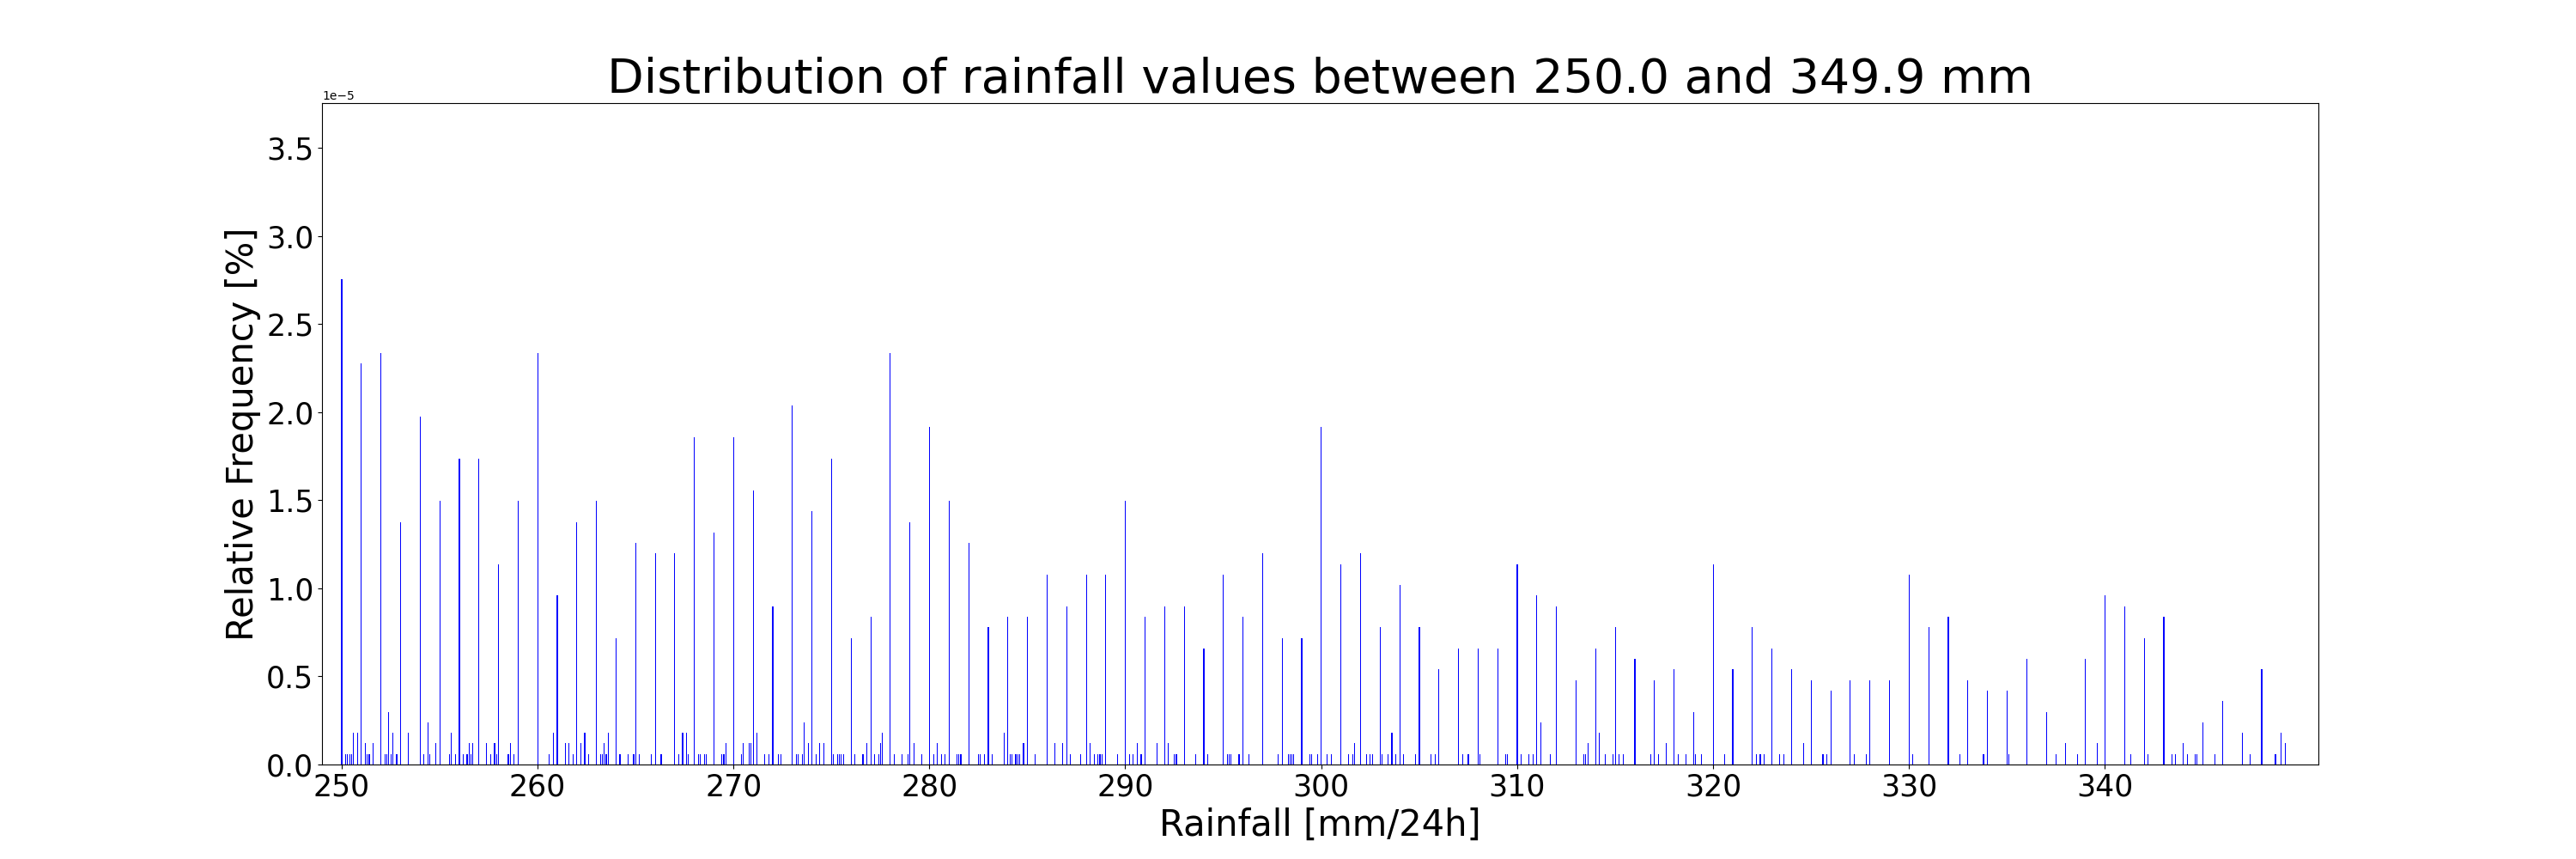 Distribution of rainfall values between 250.0 and 349.9 mm
1e−5
3.5
3.0
2.5
2.0
1.5
1.0
0.5
0.0
Relative Frequency [%]
250 260 270 280 290 300 310 320 330 340
Rainfall [mm/24h]